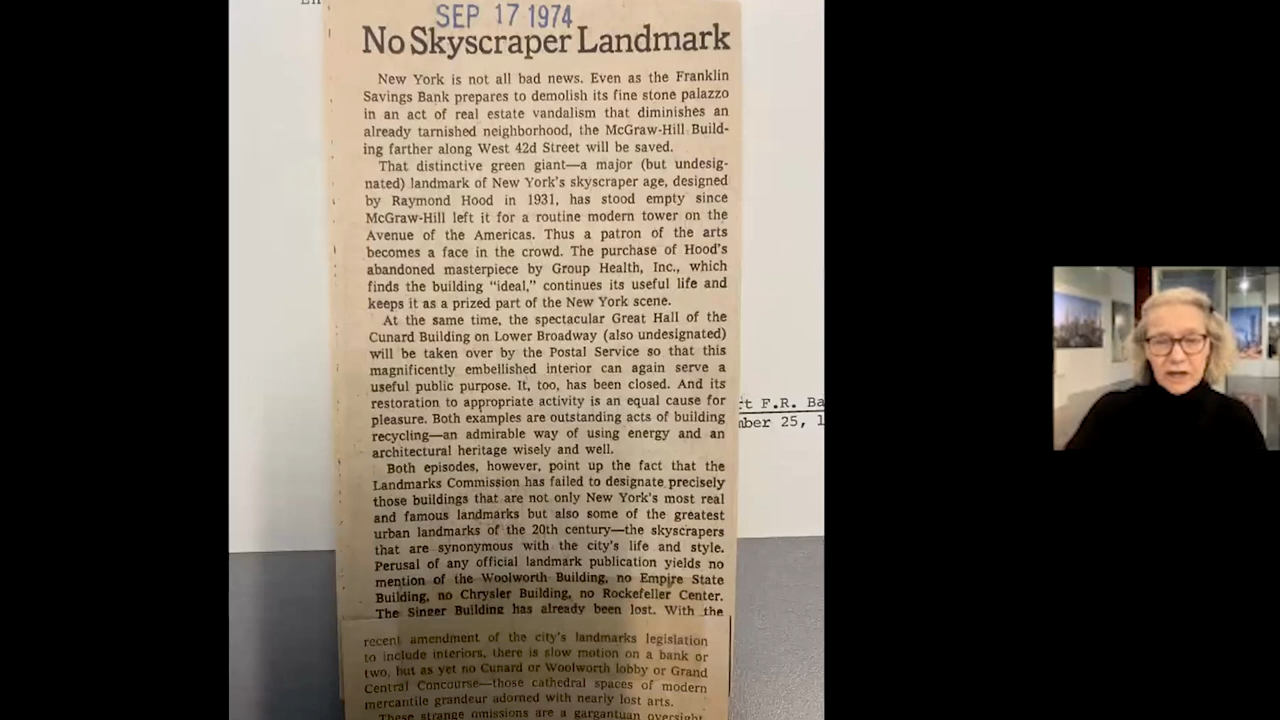 SEP 17 1974
No Skyscraper Landmark
New York is not all bad news. Even as the Franklin
Savings Bank prepares to demolish its fine stone palazzo
in an act of real estate vandalism that diminishes an
already tarnished neighborhood, the McGraw-Hill Build-
ing farther along West 42d Street will be saved.
That distinctive green giant—a major (but undesig-
nated) landmark of New York's skyscraper age, designed
by Raymond Hood in 1931, has stood empty since
McGraw-Hill left it for a routine modern tower on the
Avenue of the Americas. Thus a patron of the arts
becomes a face in the crowd. The purchase of Hood's
abandoned masterpiece by Group Health, Inc., which
finds the building "ideal," continues its useful life and
keeps it as a prized part of the New York scene.
At the same time, the spectacular Great Hall of the
Cunard Building on Lower Broadway (also undesignated)
will be taken over by the Postal Service so that this
magnificently embellished interior can again serve a
useful public purpose. It, too, has been closed. And its
restoration to appropriate activity is an equal cause for
pleasure. Both examples are outstanding acts of building
recycling—an admirable way of using energy and an
architectural heritage wisely and well.
Both episodes, however, point up the fact that the
Landmarks Commission has failed to designate precisely
those buildings that are not only New York's most real
and famous landmarks but also some of the greatest
urban landmarks of the 20th century—the skyscrapers
that are synonymous with the city's life and style.
Perusal of any official landmark publication yields no
mention of the Woolworth Building, no Empire State
Building, no Chrysler Building, no Rockefeller Center.
The Singer Building has already been lost. With the
recent amendment of the city's landmarks legislation
to include interiors, there is slow motion on a bank or
two, but as yet no Cunard or Woolworth lobby or Grand
Central Concourse—those cathedral spaces of modern
mercantile grandeur adorned with nearly lost arts.
These strange omissions are a gargantuan oversight
F.R. Ba
mber 25, 1